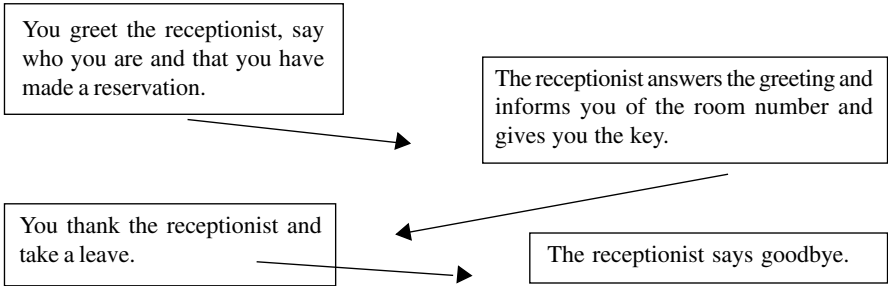 You greet the receptionist, say
who you are and that you have
made a reservation.
The receptionist answers the greeting and
informs you of the room number and
gives you the key.
You thank the receptionist and
take a leave.
The receptionist says goodbye.